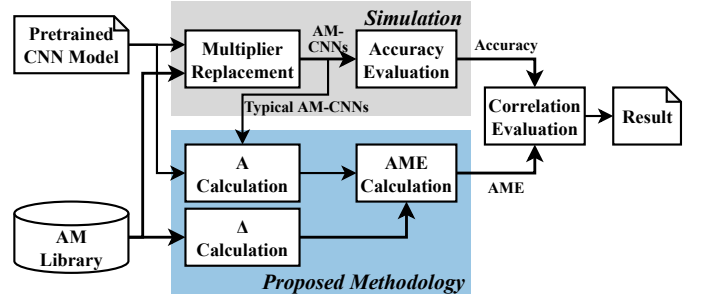 Simulation
Pretrained
CNN Model
Multiplier
Replacement
AM-
CNNs
Accuracy
Evaluation
Accuracy
Correlation
Evaluation
Result
Typical AM-CNNs
A
Calculation
AME
Calculation
AME
AM
Library
Δ
Calculation
Proposed Methodology